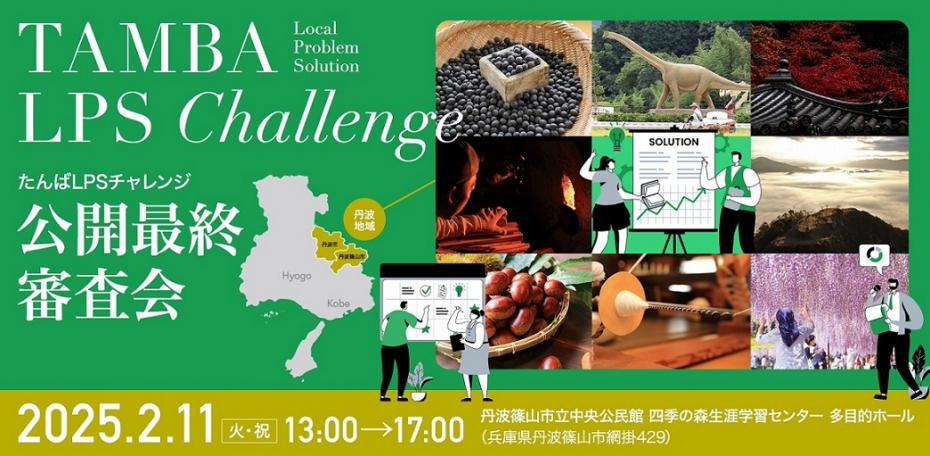 TAMBA
Local
Problem
Solution
LPS Challenge
たんばLPSチャレンジ
公開最終
審査会
丹波
地域
丹波市
丹波篠山市
Hyogo
Kobe
SOLUTION
2025.2.11 火・祝 13:00→17:00
丹波篠山市立中央公民館 四季の森生涯学習センター 多目的ホール
（兵庫県丹波篠山市網掛429）